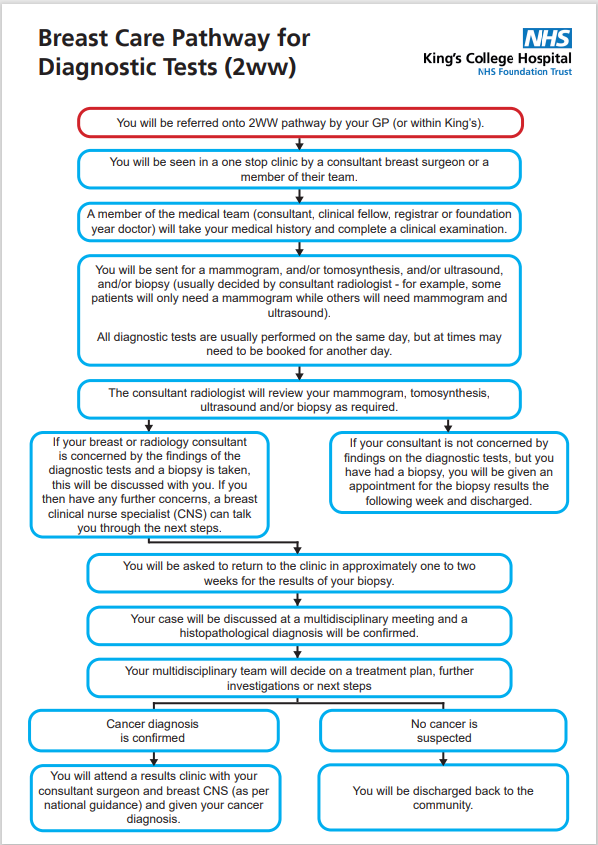 Breast Care Pathway for
Diagnostic Tests (2ww)
NHS
King's College Hospital
NHS Foundation Trust
You will be referred onto 2WW pathway by your GP (or within King's).
You will be seen in a one stop clinic by a consultant breast surgeon or a
member of their team.
A member of the medical team (consultant, clinical fellow, registrar or foundation
year doctor) will take your medical history and complete a clinical examination.
You will be sent for a mammogram, and/or tomosynthesis, and/or ultrasound,
and/or biopsy (usually decided by consultant radiologist - for example, some
patients will only need a mammogram while others will need mammogram and
ultrasound).
All diagnostic tests are usually performed on the same day, but at times may
need to be booked for another day.
The consultant radiologist will review your mammogram, tomosynthesis,
ultrasound and/or biopsy as required.
If your breast or radiology consultant
is concerned by the findings of the
diagnostic tests and a biopsy is taken,
this will be discussed with you. If you
then have any further concerns, a breast
clinical nurse specialist (CNS) can talk
you through the next steps.
If your consultant is not concerned by
findings on the diagnostic tests, but you
have had a biopsy, you will be given an
appointment for the biopsy results the
following week and discharged.
You will be asked to return to the clinic in approximately one to two
weeks for the results of your biopsy.
Your case will be discussed at a multidisciplinary meeting and a
histopathological diagnosis will be confirmed.
Your multidisciplinary team will decide on a treatment plan, further
investigations or next steps
Cancer diagnosis
is confirmed
No cancer is
suspected
You will attend a results clinic with your
consultant surgeon and breast CNS (as per
national guidance) and given your cancer
diagnosis.
You will be discharged back to the
community.